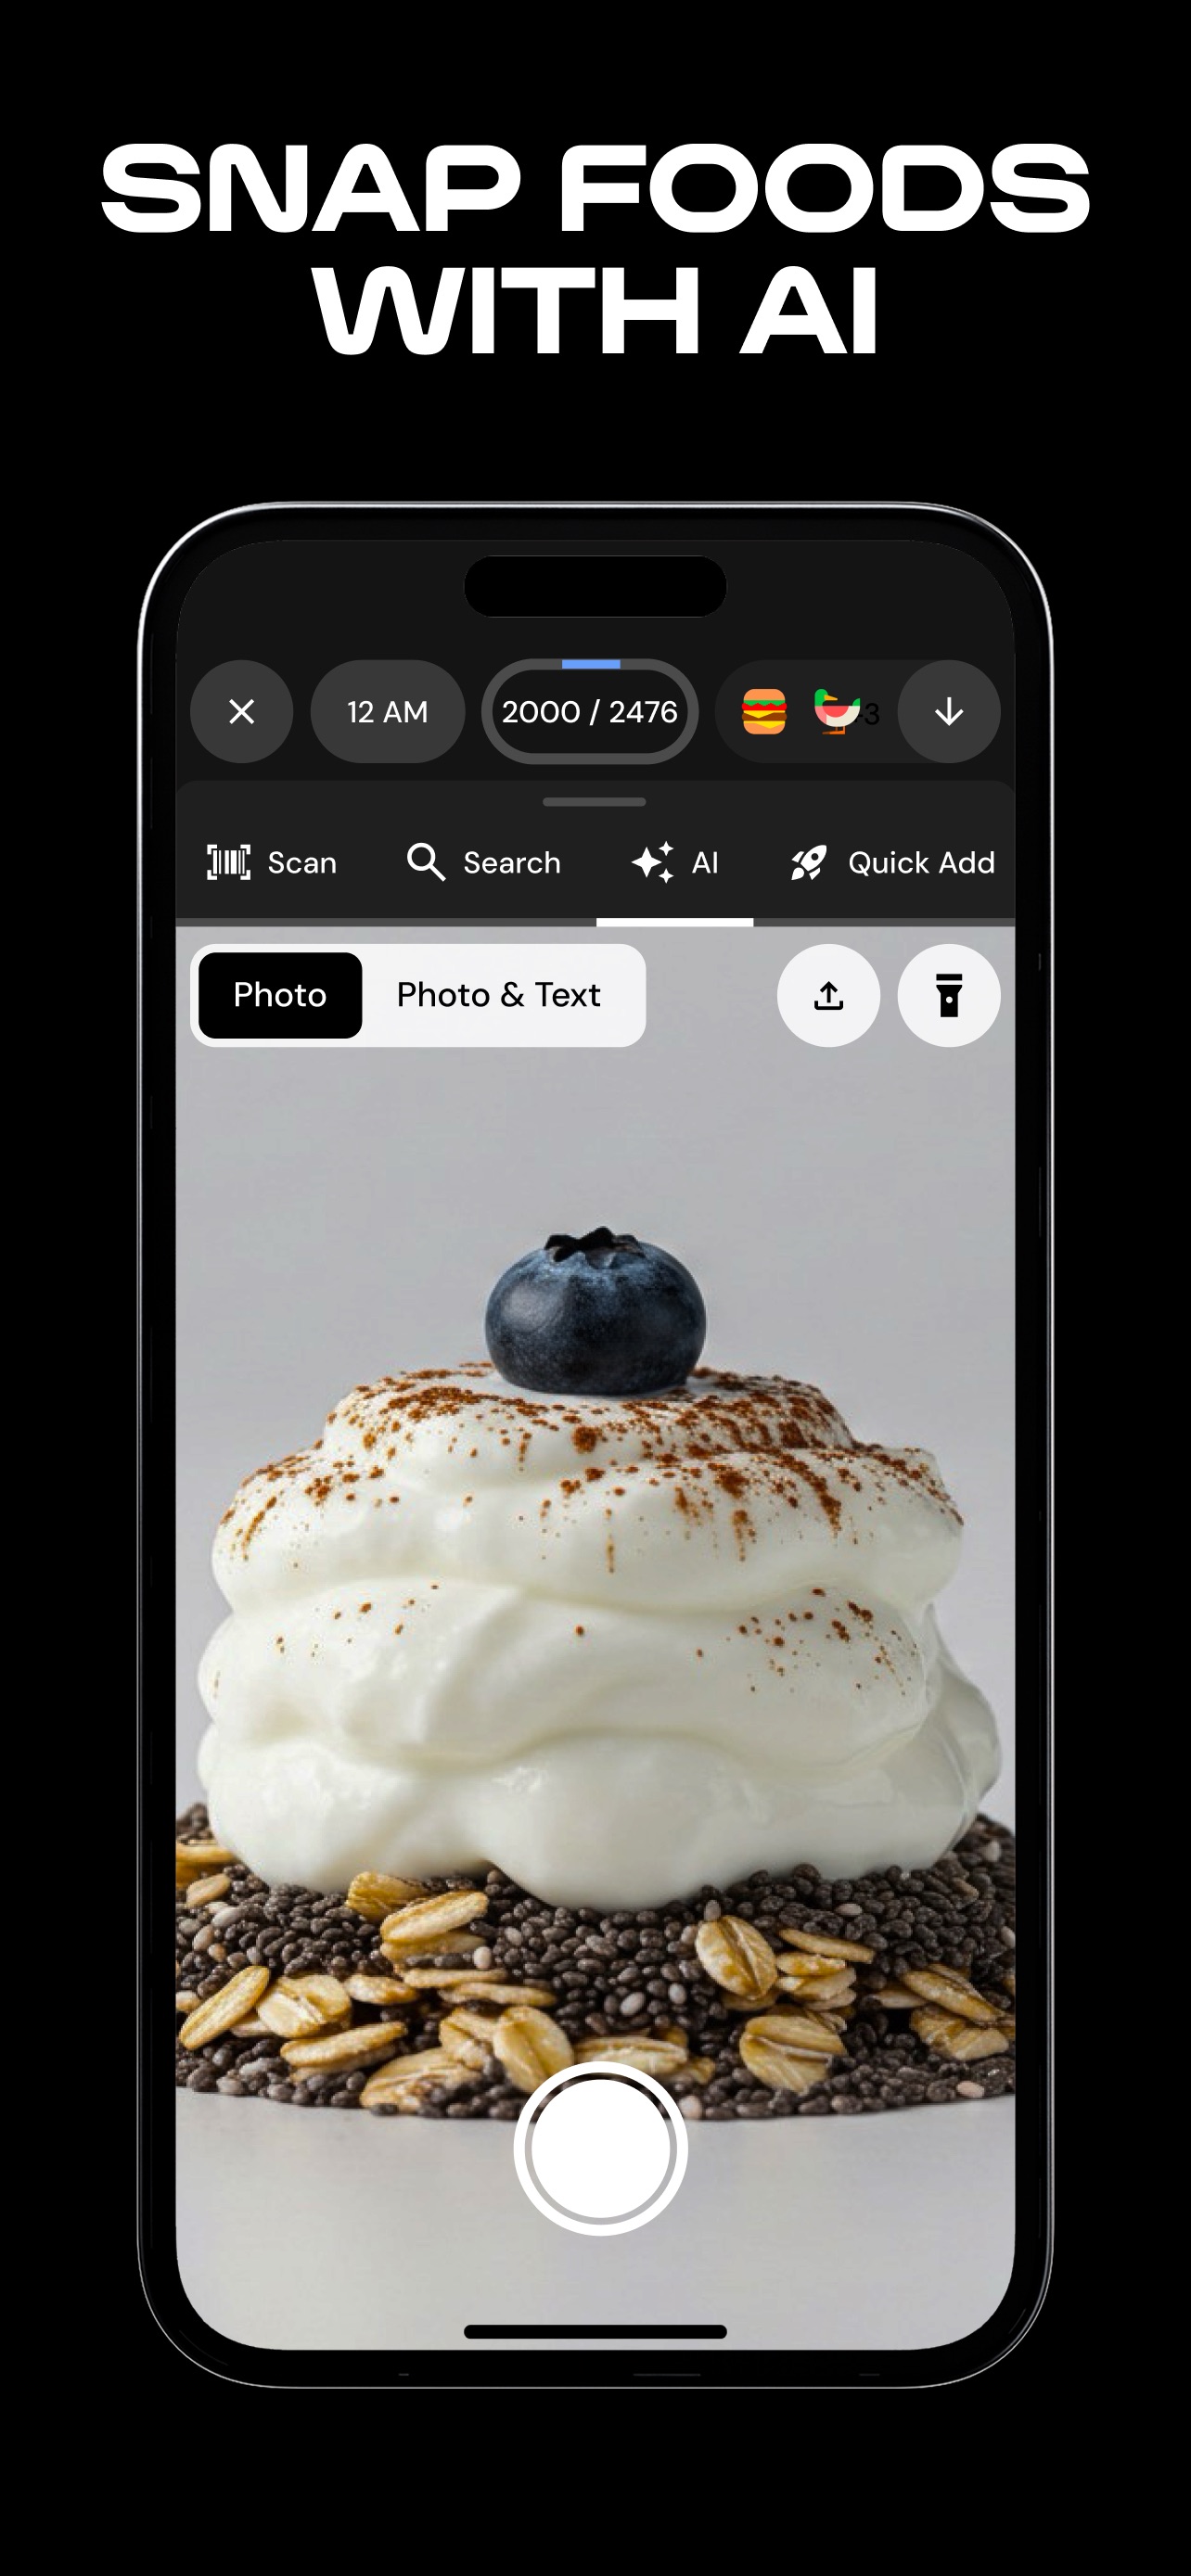 SNAP FOODS
WITH AI
12 AM
2000 / 2476
Scan
Search
AI
Quick Add
Photo
Photo & Text